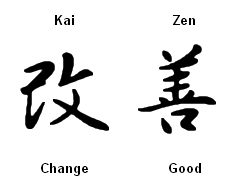 Kai Zen
改善
Change Good